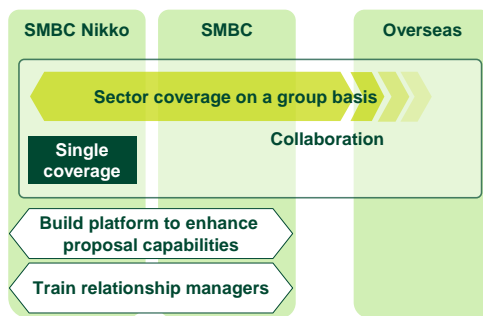 SMBC Nikko
SMBC
Overseas
Sector coverage on a group basis
Collaboration
Single
coverage
Build platform to enhance
proposal capabilities
Train relationship managers